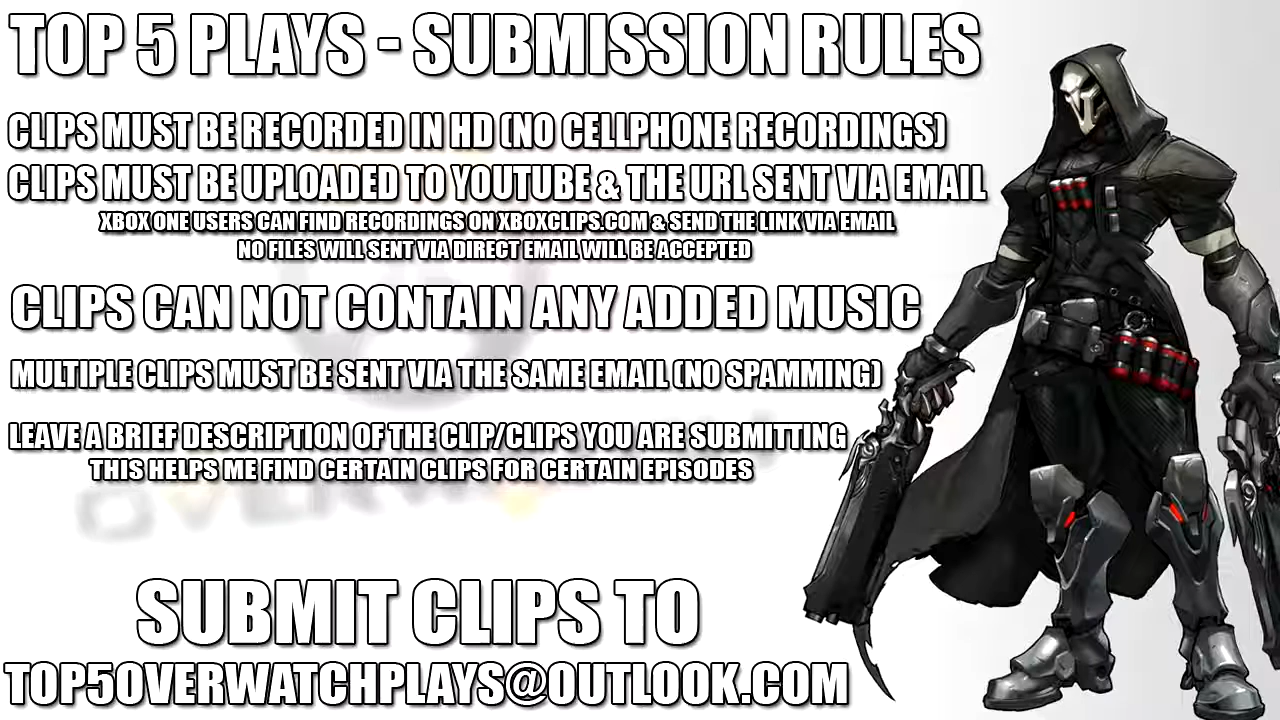 TOP 5 PLAYS - SUBMISSION RULES
CLIPS MUST BE RECORDED IN HD (NO CELLPHONE RECORDINGS)
CLIPS MUST BE UPLOADED TO YOUTUBE & THE URL SENT VIA EMAIL
XBOX ONE USERS CAN FIND RECORDINGS ON XBOXCLIPS.COM & SEND THE LINK VIA EMAIL
NO FILES WILL SENT VIA DIRECT EMAIL WILL BE ACCEPTED
CLIPS CAN NOT CONTAIN ANY ADDED MUSIC
MULTIPLE CLIPS MUST BE SENT VIA THE SAME EMAIL (NO SPAMMING)
LEAVE A BRIEF DESCRIPTION OF THE CLIP/CLIPS YOU ARE SUBMITTING
THIS HELPS ME FIND CERTAIN CLIPS FOR CERTAIN EPISODES
SUBMIT CLIPS TO
TOP5OVERWATCHPLAYS@OUTLOOK.COM